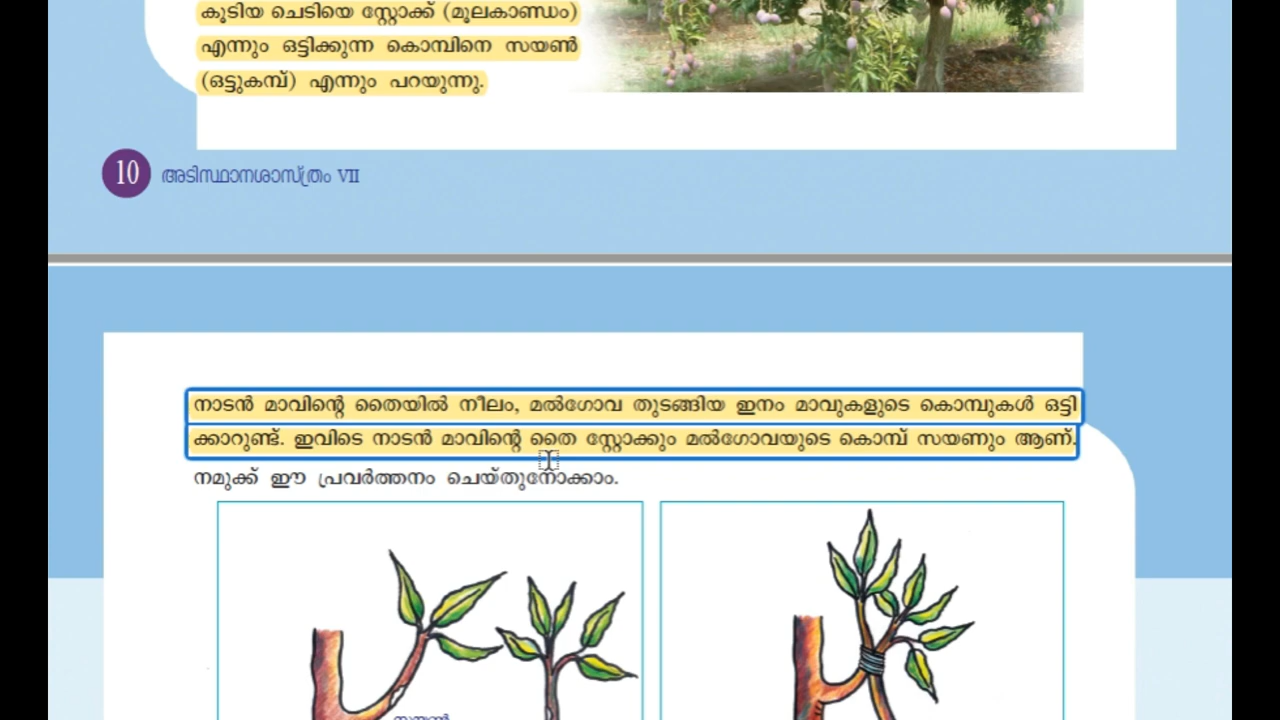 കൂടിയ ചെടിയെ സ്റ്റോക്ക് (മൂലകാണ്ഡം)
എന്നും ഒട്ടിക്കുന്ന കൊമ്പിനെ സയൺ
(ഒട്ടുകമ്പ്) എന്നും പറയുന്നു.
10 അടിസ്ഥാനശാസ്ത്രം VII
നാടൻ മാവിന്റെ തൈയിൽ നീലം, മൽഗോവ തുടങ്ങിയ ഇനം മാവുകളുടെ കൊമ്പുകൾ ഒട്ടി
ക്കാറുണ്ട്. ഇവിടെ നാടൻ മാവിന്റെ തൈ സ്റ്റോക്കും മൽഗോവയുടെ കൊമ്പ് സയണും ആണ്.
നമുക്ക് ഈ പ്രവർത്തനം ചെയ്തുനോക്കാം.
സയൺ